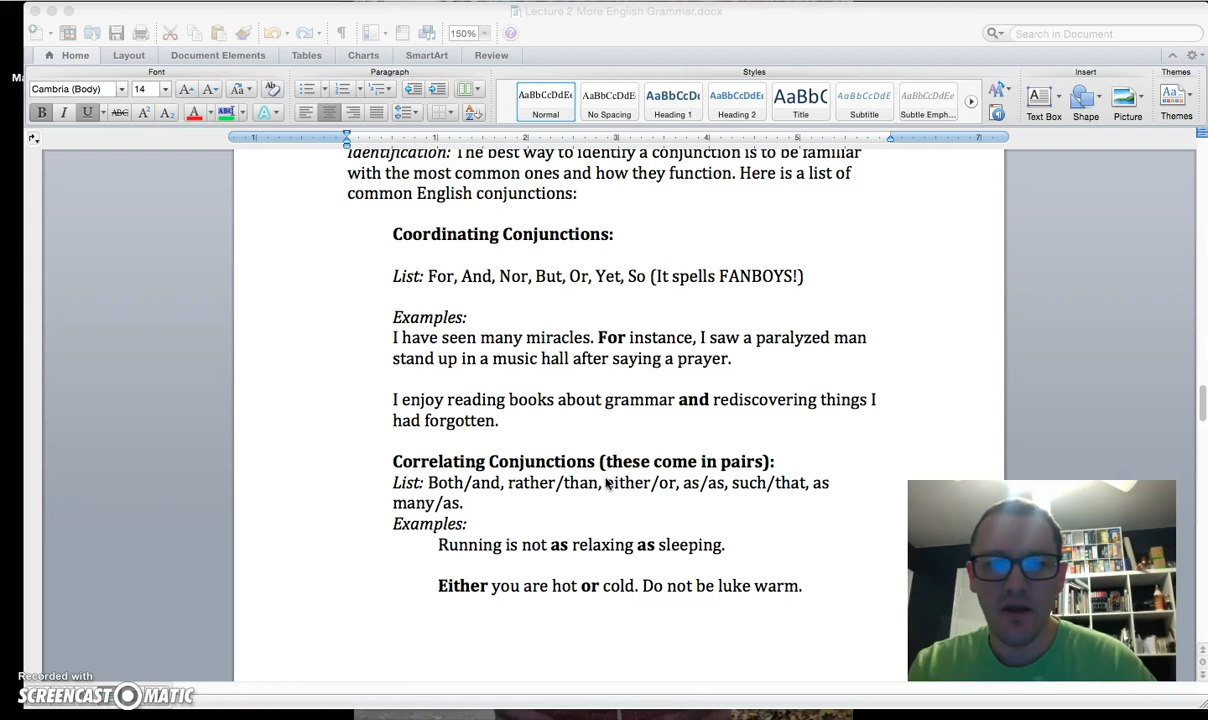 Lecture 2 More English Grammar.docx
150%
Search in Document
Home Layout Document Elements Tables Charts SmartArt Review
Font Paragraph Styles Insert Themes
Cambria (Body) 14
AaBbCcDdEe AaBbCcDdE AaBbCcDc AaBbCcDdE AaBbC AaBbCcDdE AaBbCcDdEe
Normal No Spacing Heading 1 Heading 2 Title Subtitle Subtle Emph...
Text Box Shape Picture Themes
Identification: The best way to identify a conjunction is to be familiar
with the most common ones and how they function. Here is a list of
common English conjunctions:
Coordinating Conjunctions:
List: For, And, Nor, But, Or, Yet, So (It spells FANBOYS!)
Examples:
I have seen many miracles. For instance, I saw a paralyzed man
stand up in a music hall after saying a prayer.
I enjoy reading books about grammar and rediscovering things I
had forgotten.
Correlating Conjunctions (these come in pairs):
List: Both/and, rather/than, either/or, as/as, such/that, as
many/as.
Examples:
Running is not as relaxing as sleeping.
Either you are hot or cold. Do not be luke warm.
Recorded with
SCREENCAST O MATIC